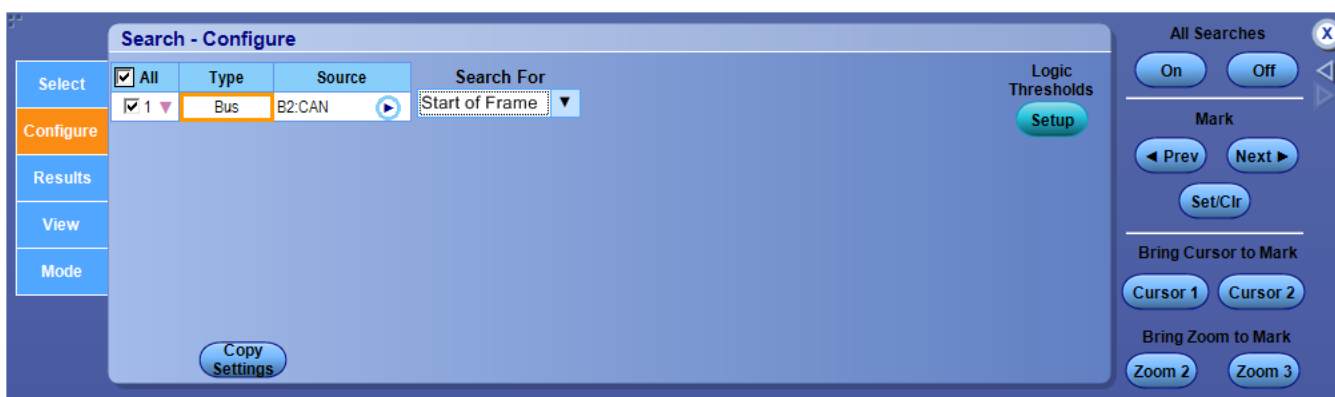 Search - Configure
Select
Configure
Results
View
Mode
All Type Source Search For
1 Bus B2:CAN Start of Frame
Logic
Thresholds
Setup
Copy
Settings
All Searches
X
On Off
Mark
Prev Next
Set/Clr
Bring Cursor to Mark
Cursor 1 Cursor 2
Bring Zoom to Mark
Zoom 2 Zoom 3